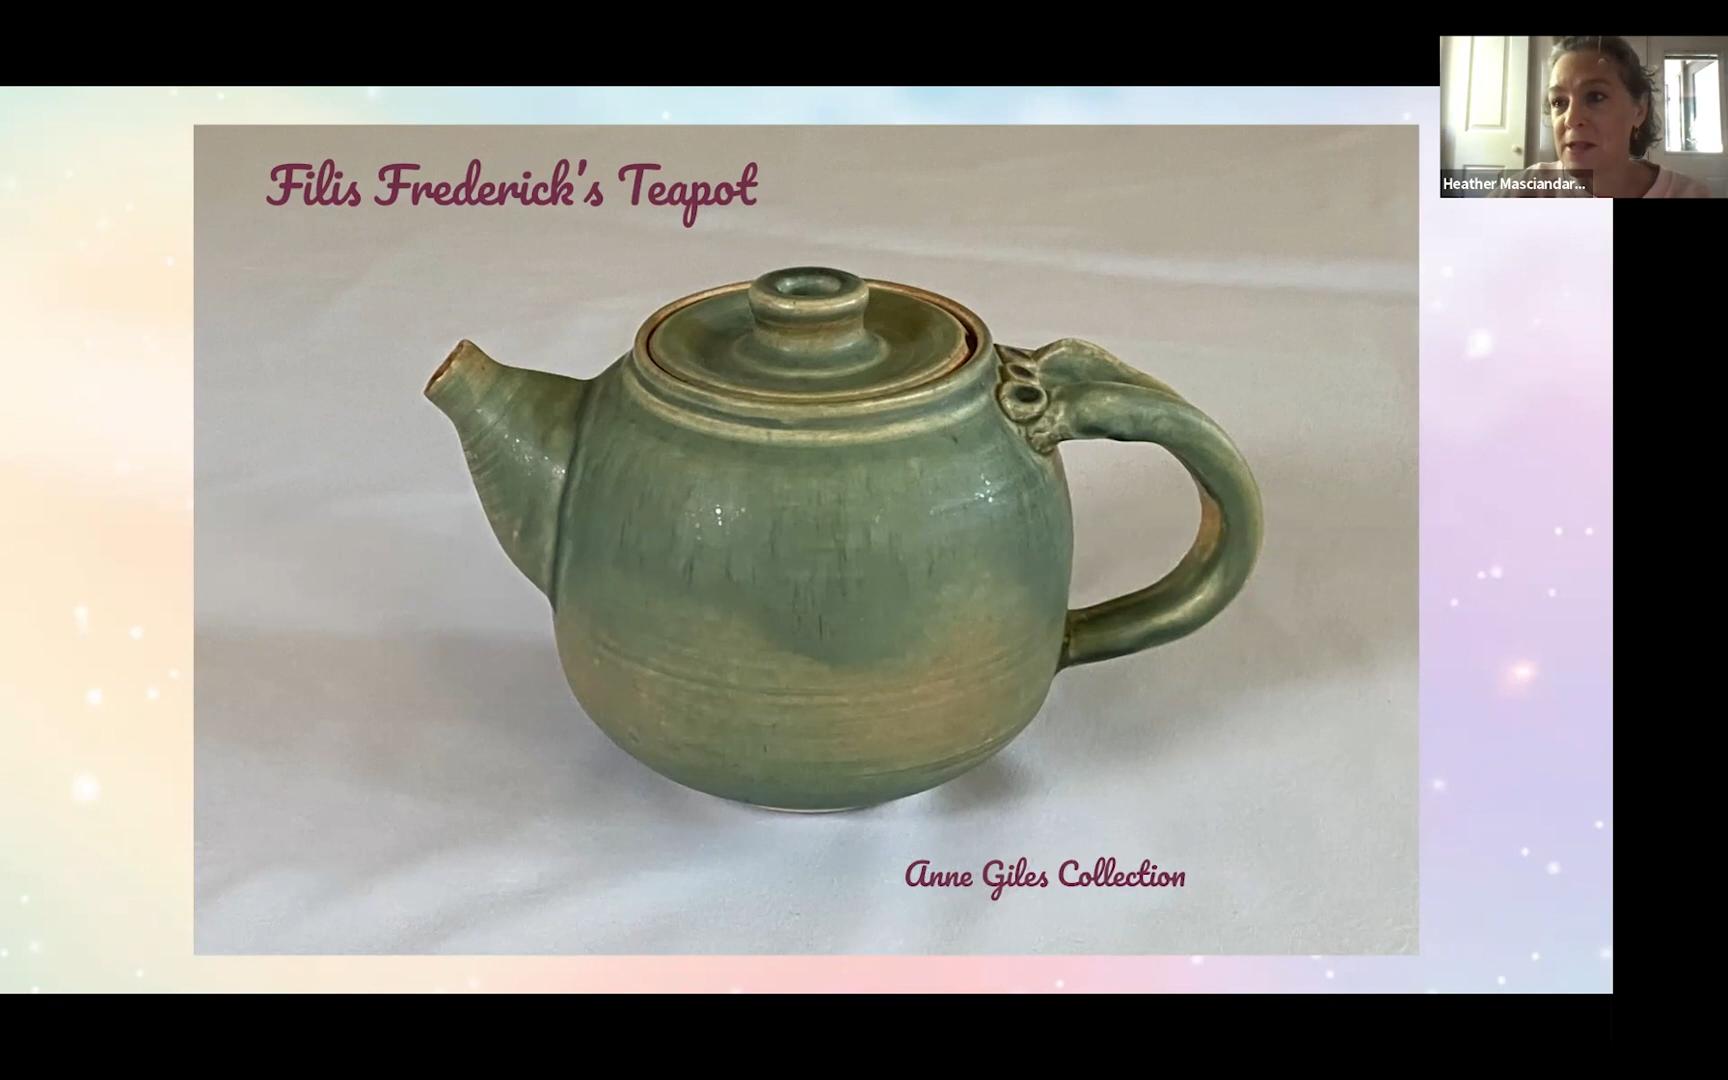 Filis Frederick's Teapot
Heather Masciandar...
Anne Giles Collection